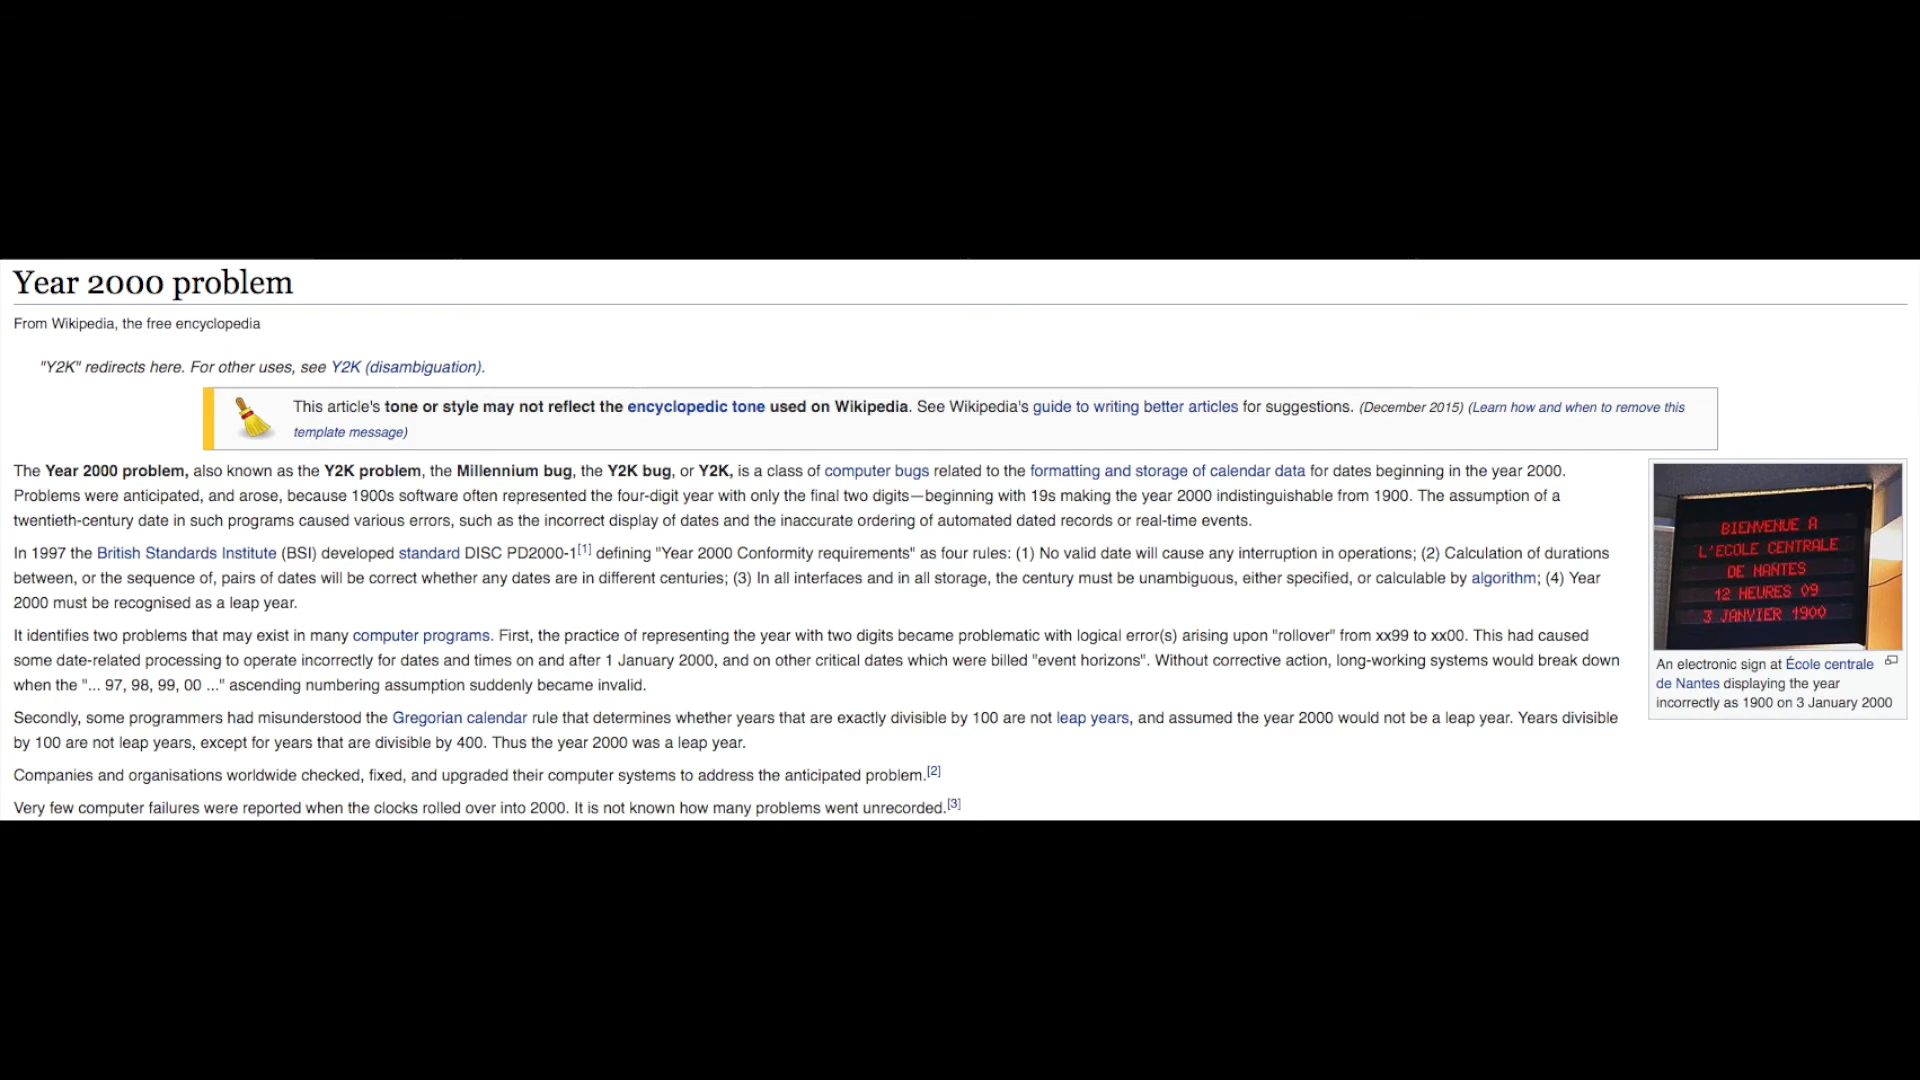 Year 2000 problem
From Wikipedia, the free encyclopedia
"Y2K" redirects here. For other uses, see Y2K (disambiguation).
This article's tone or style may not reflect the encyclopedic tone used on Wikipedia. See Wikipedia's guide to writing better articles for suggestions. (December 2015) (Learn how and when to remove this
template message)
The Year 2000 problem, also known as the Y2K problem, the Millennium bug, the Y2K bug, or Y2K, is a class of computer bugs related to the formatting and storage of calendar data for dates beginning in the year 2000.
Problems were anticipated, and arose, because 1900s software often represented the four-digit year with only the final two digits—beginning with 19s making the year 2000 indistinguishable from 1900. The assumption of a
twentieth-century date in such programs caused various errors, such as the incorrect display of dates and the inaccurate ordering of automated dated records or real-time events.
In 1997 the British Standards Institute (BSI) developed standard DISC PD2000-1[1] defining "Year 2000 Conformity requirements" as four rules: (1) No valid date will cause any interruption in operations; (2) Calculation of durations
between, or the sequence of, pairs of dates will be correct whether any dates are in different centuries; (3) In all interfaces and in all storage, the century must be unambiguous, either specified, or calculable by algorithm; (4) Year
2000 must be recognised as a leap year.
It identifies two problems that may exist in many computer programs. First, the practice of representing the year with two digits became problematic with logical error(s) arising upon "rollover" from xx99 to xx00. This had caused
some date-related processing to operate incorrectly for dates and times on and after 1 January 2000, and on other critical dates which were billed "event horizons". Without corrective action, long-working systems would break down
when the "... 97, 98, 99, 00 ..." ascending numbering assumption suddenly became invalid.
Secondly, some programmers had misunderstood the Gregorian calendar rule that determines whether years that are exactly divisible by 100 are not leap years, and assumed the year 2000 would not be a leap year. Years divisible
by 100 are not leap years, except for years that are divisible by 400. Thus the year 2000 was a leap year.
Companies and organisations worldwide checked, fixed, and upgraded their computer systems to address the anticipated problem.[2]
Very few computer failures were reported when the clocks rolled over into 2000. It is not known how many problems went unrecorded.[3]
BIENVENUE A
L'ECOLE CENTRALE
DE NANTES
12 HEURES 09
3 JANVIER 1900
An electronic sign at École centrale
de Nantes displaying the year
incorrectly as 1900 on 3 January 2000